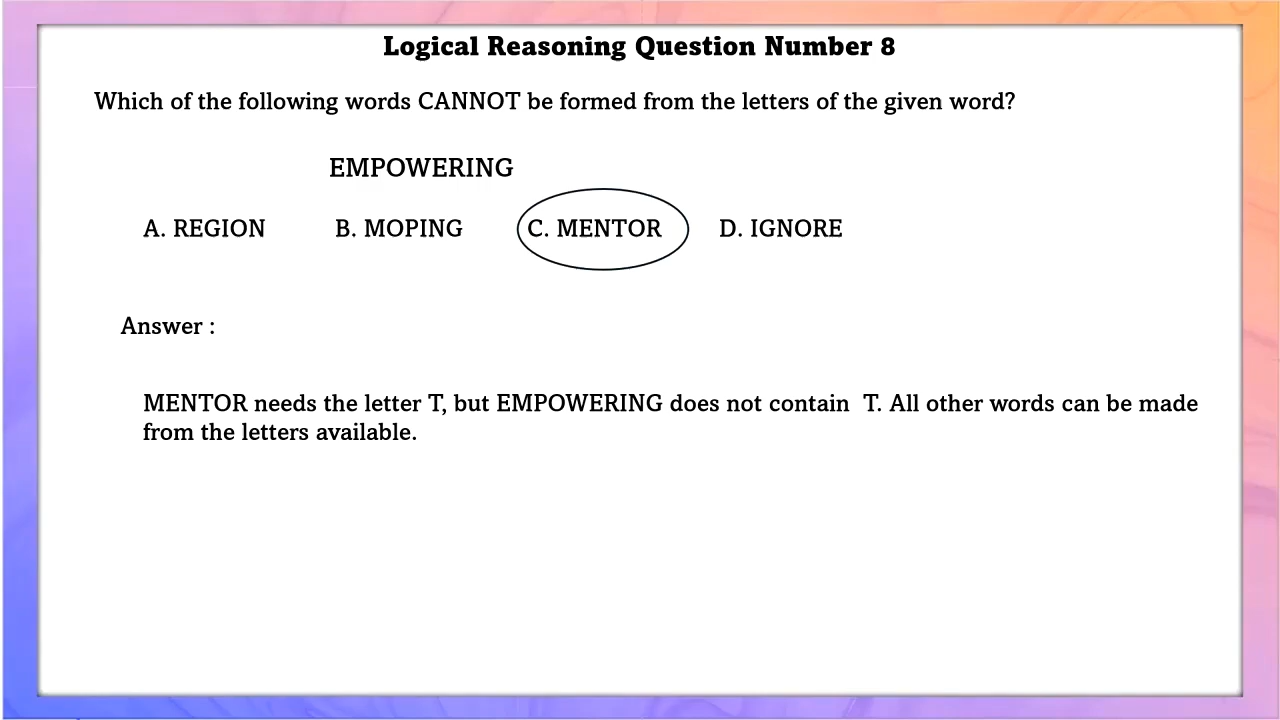 Logical Reasoning Question Number 8
Which of the following words CANNOT be formed from the letters of the given word?
EMPOWERING
A. REGION B. MOPING C. MENTOR D. IGNORE
Answer :
MENTOR needs the letter T, but EMPOWERING does not contain T. All other words can be made
from the letters available.